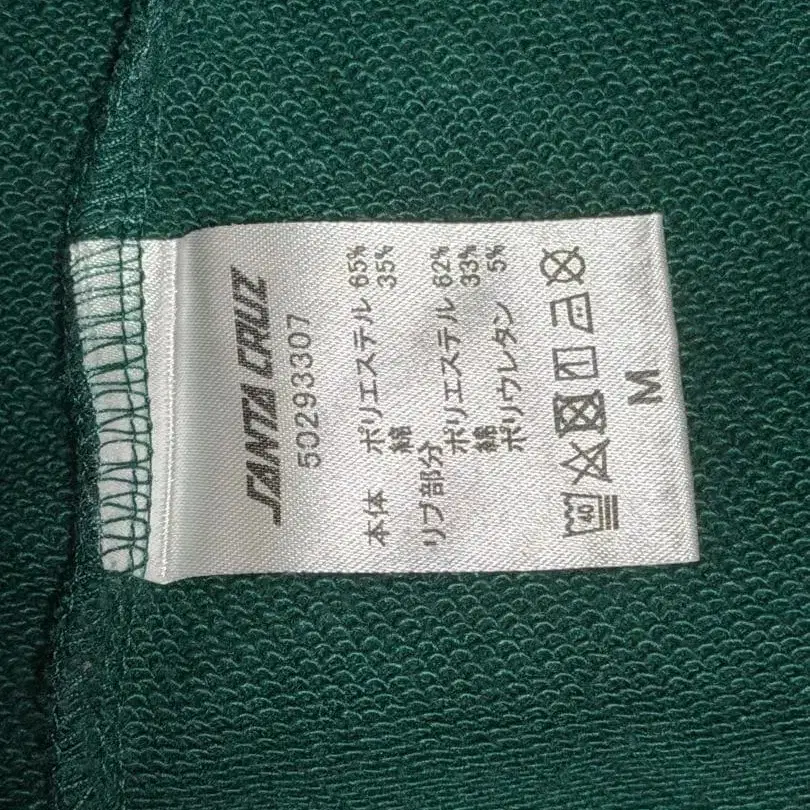 SANTA CRUZ
50293307
本体 ポリエステル 65%
綿 35%
リブ部分
ポリエステル 62%
綿 33%
ポリウレタン 5%
40
M